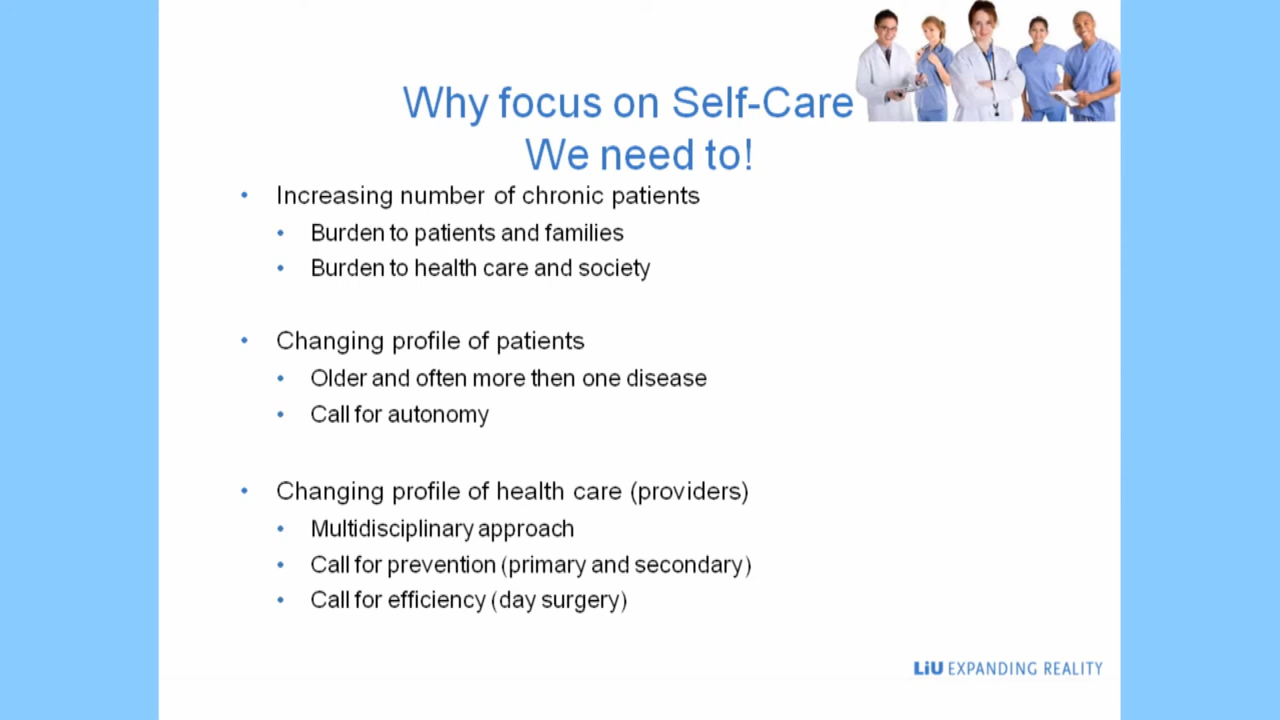 Why focus on Self-Care
We need to!
• Increasing number of chronic patients
• Burden to patients and families
• Burden to health care and society
• Changing profile of patients
• Older and often more then one disease
• Call for autonomy
• Changing profile of health care (providers)
• Multidisciplinary approach
• Call for prevention (primary and secondary)
• Call for efficiency (day surgery)
LiU EXPANDING REALITY